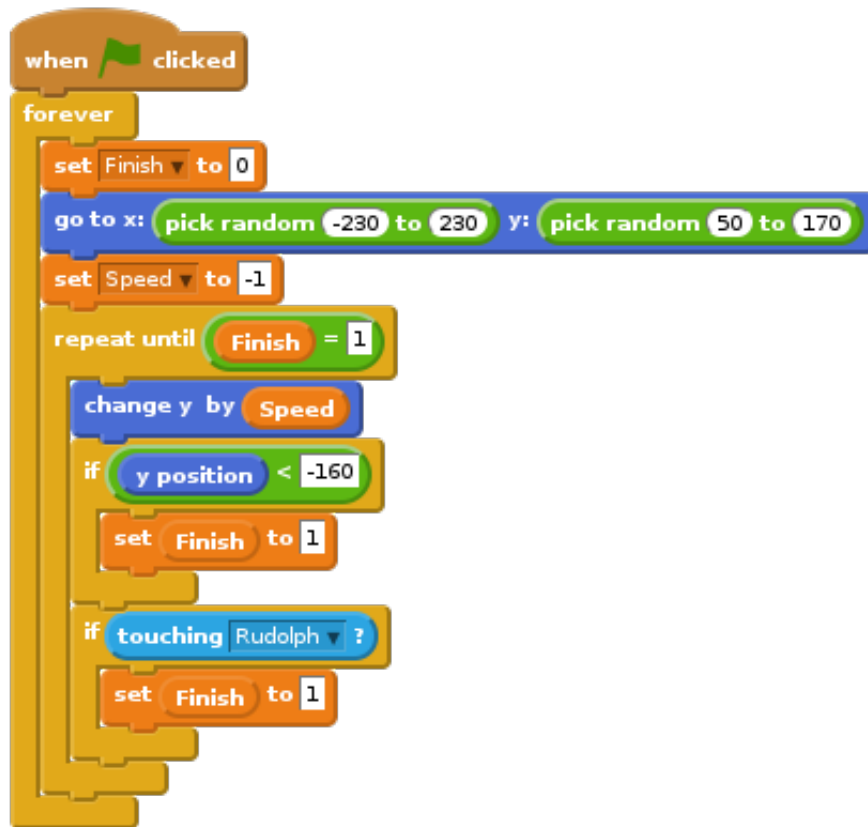 when clicked
forever
set Finish to 0
go to x: pick random -230 to 230 y: pick random 50 to 170
set Speed to -1
repeat until Finish = 1
change y by Speed
if y position < -160
set Finish to 1
if touching Rudolph ?
set Finish to 1